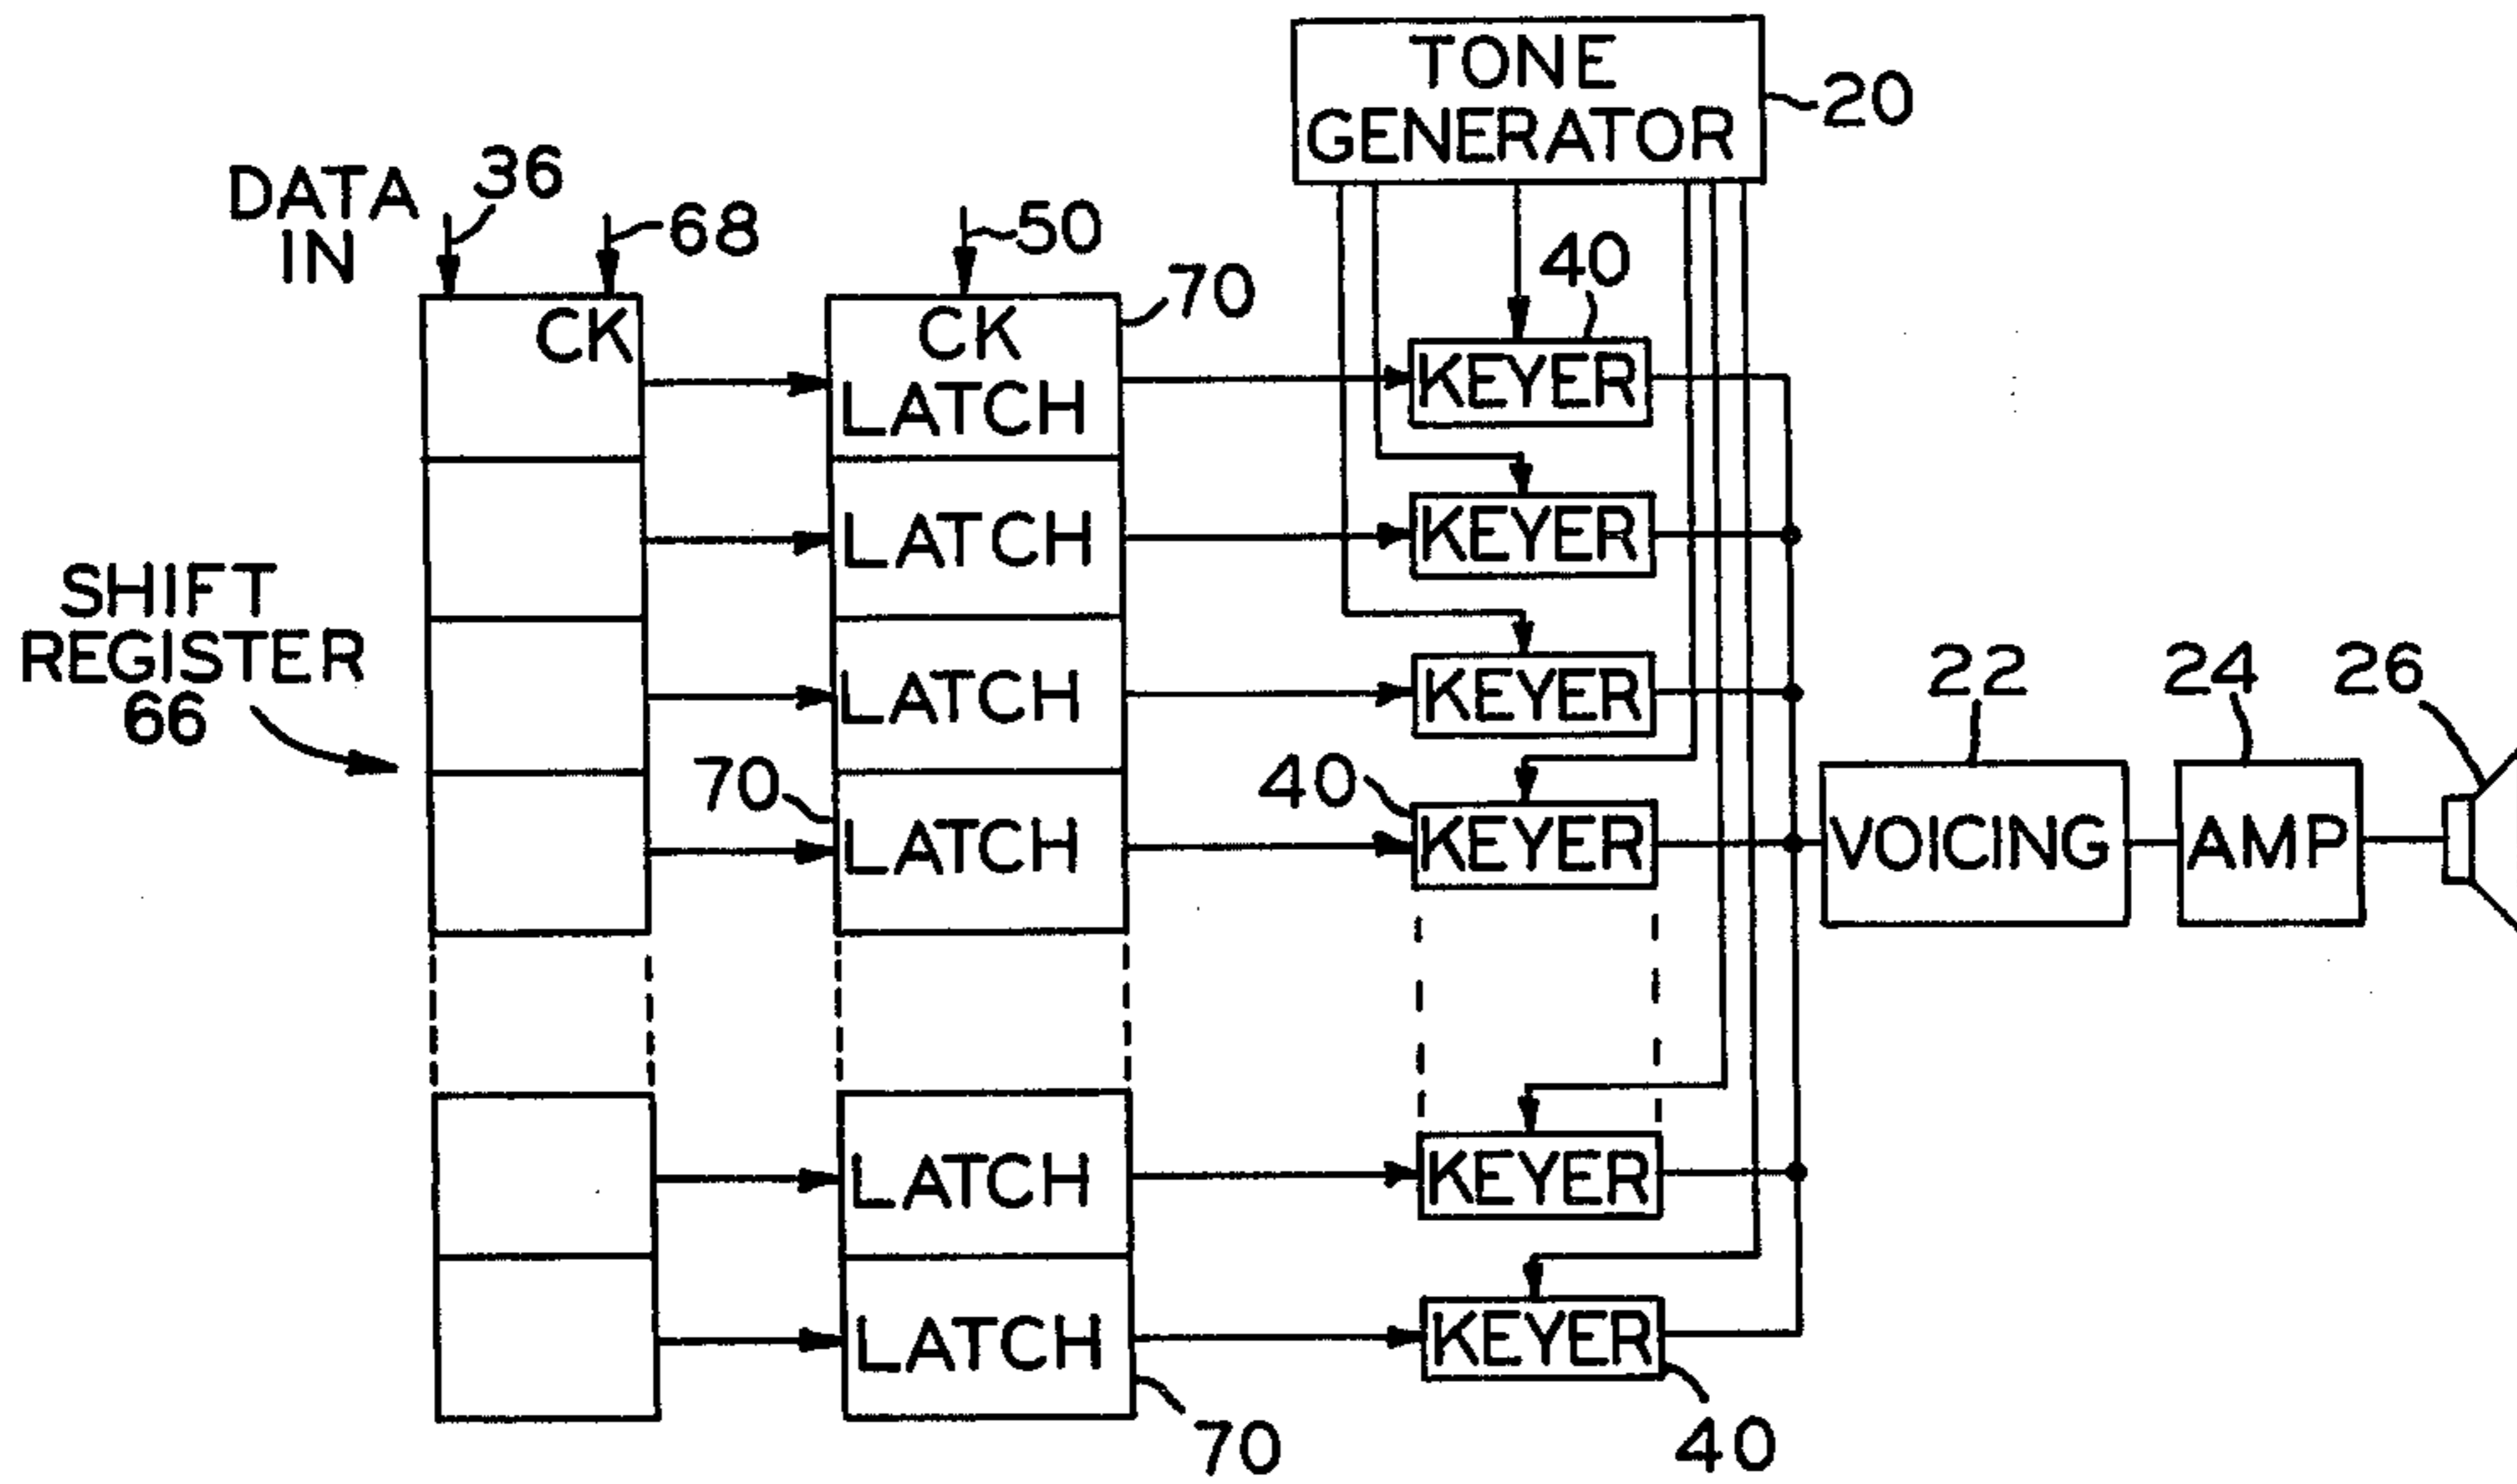 TONE
GENERATOR
20
DATA
IN
36
68
50
70
40
CK
CK
LATCH
KEYER
LATCH
KEYER
SHIFT
REGISTER
66
LATCH
KEYER
22
24
26
70
LATCH
40
KEYER
VOICING
AMP
LATCH
KEYER
LATCH
KEYER
70
40